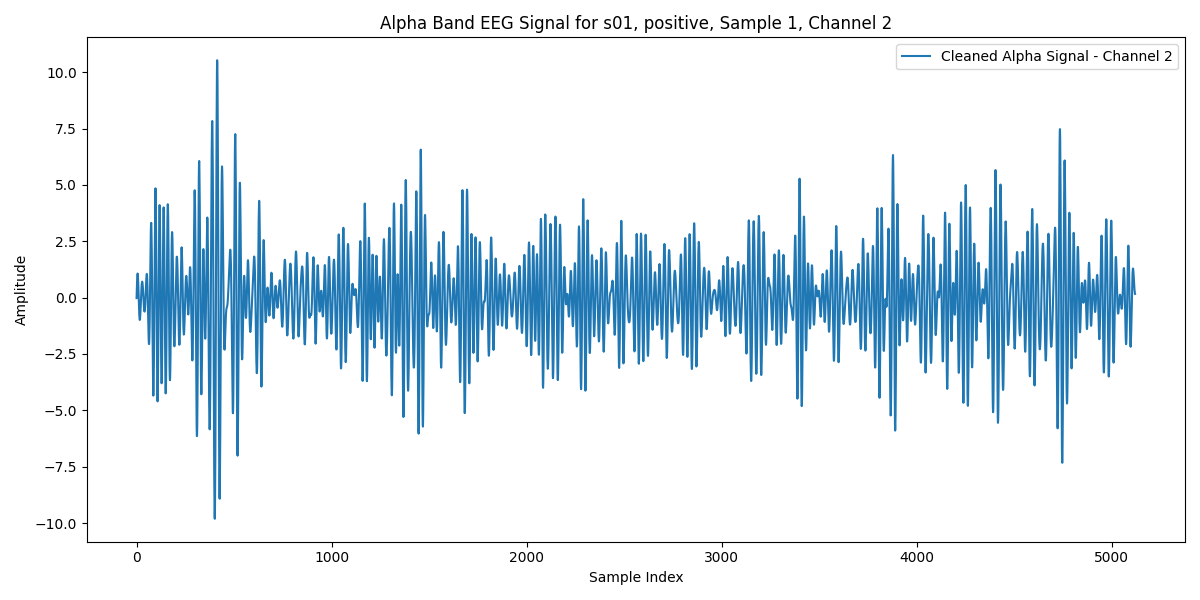 Alpha Band EEG Signal for s01, positive, Sample 1, Channel 2
Cleaned Alpha Signal - Channel 2
Amplitude
10.0
7.5
5.0
2.5
0.0
−2.5
−5.0
−7.5
−10.0
0 1000 2000 3000 4000 5000
Sample Index